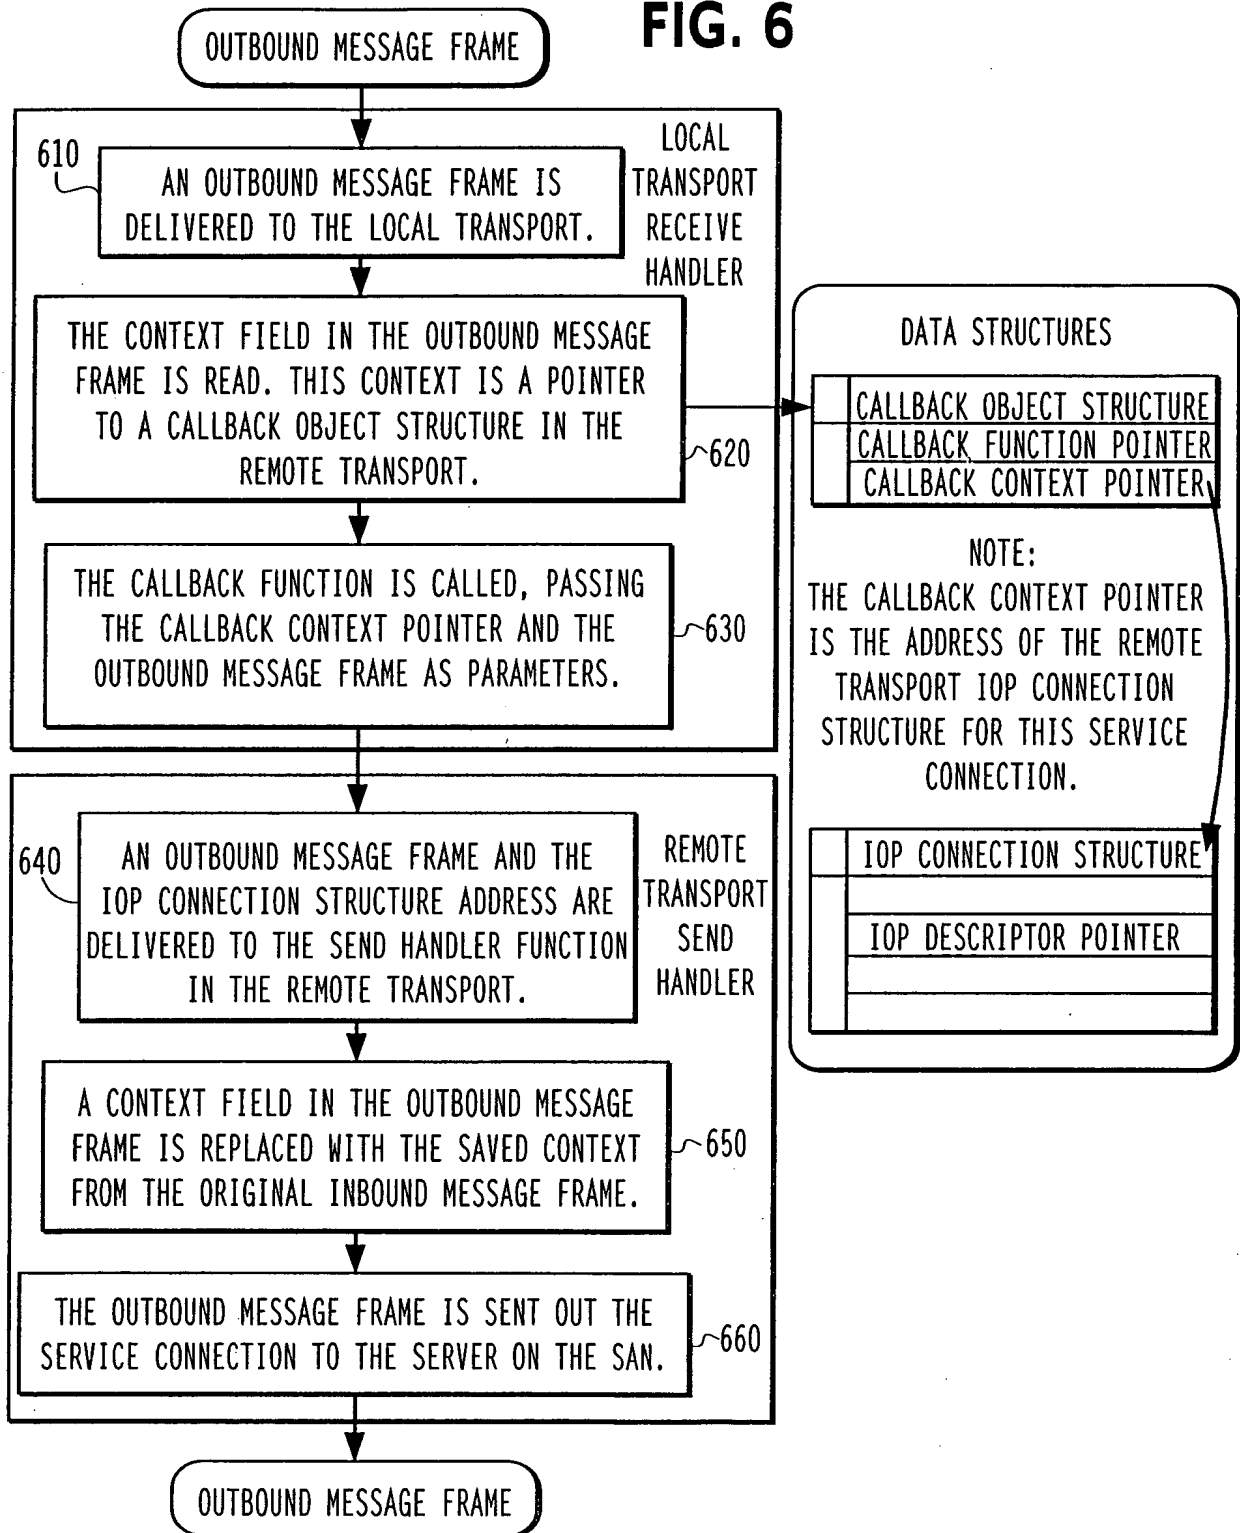 FIG. 6
OUTBOUND MESSAGE FRAME
LOCAL
TRANSPORT
RECEIVE
HANDLER
610
AN OUTBOUND MESSAGE FRAME IS
DELIVERED TO THE LOCAL TRANSPORT.
THE CONTEXT FIELD IN THE OUTBOUND MESSAGE
FRAME IS READ. THIS CONTEXT IS A POINTER
TO A CALLBACK OBJECT STRUCTURE IN THE
REMOTE TRANSPORT.
620
THE CALLBACK FUNCTION IS CALLED, PASSING
THE CALLBACK CONTEXT POINTER AND THE
OUTBOUND MESSAGE FRAME AS PARAMETERS.
630
DATA STRUCTURES
CALLBACK OBJECT STRUCTURE
CALLBACK FUNCTION POINTER
CALLBACK CONTEXT POINTER
NOTE:
THE CALLBACK CONTEXT POINTER
IS THE ADDRESS OF THE REMOTE
TRANSPORT IOP CONNECTION
STRUCTURE FOR THIS SERVICE
CONNECTION.
IOP CONNECTION STRUCTURE
IOP DESCRIPTOR POINTER
REMOTE
TRANSPORT
SEND
HANDLER
640
AN OUTBOUND MESSAGE FRAME AND THE
IOP CONNECTION STRUCTURE ADDRESS ARE
DELIVERED TO THE SEND HANDLER FUNCTION
IN THE REMOTE TRANSPORT.
A CONTEXT FIELD IN THE OUTBOUND MESSAGE
FRAME IS REPLACED WITH THE SAVED CONTEXT
FROM THE ORIGINAL INBOUND MESSAGE FRAME.
650
THE OUTBOUND MESSAGE FRAME IS SENT OUT THE
SERVICE CONNECTION TO THE SERVER ON THE SAN.
660
OUTBOUND MESSAGE FRAME